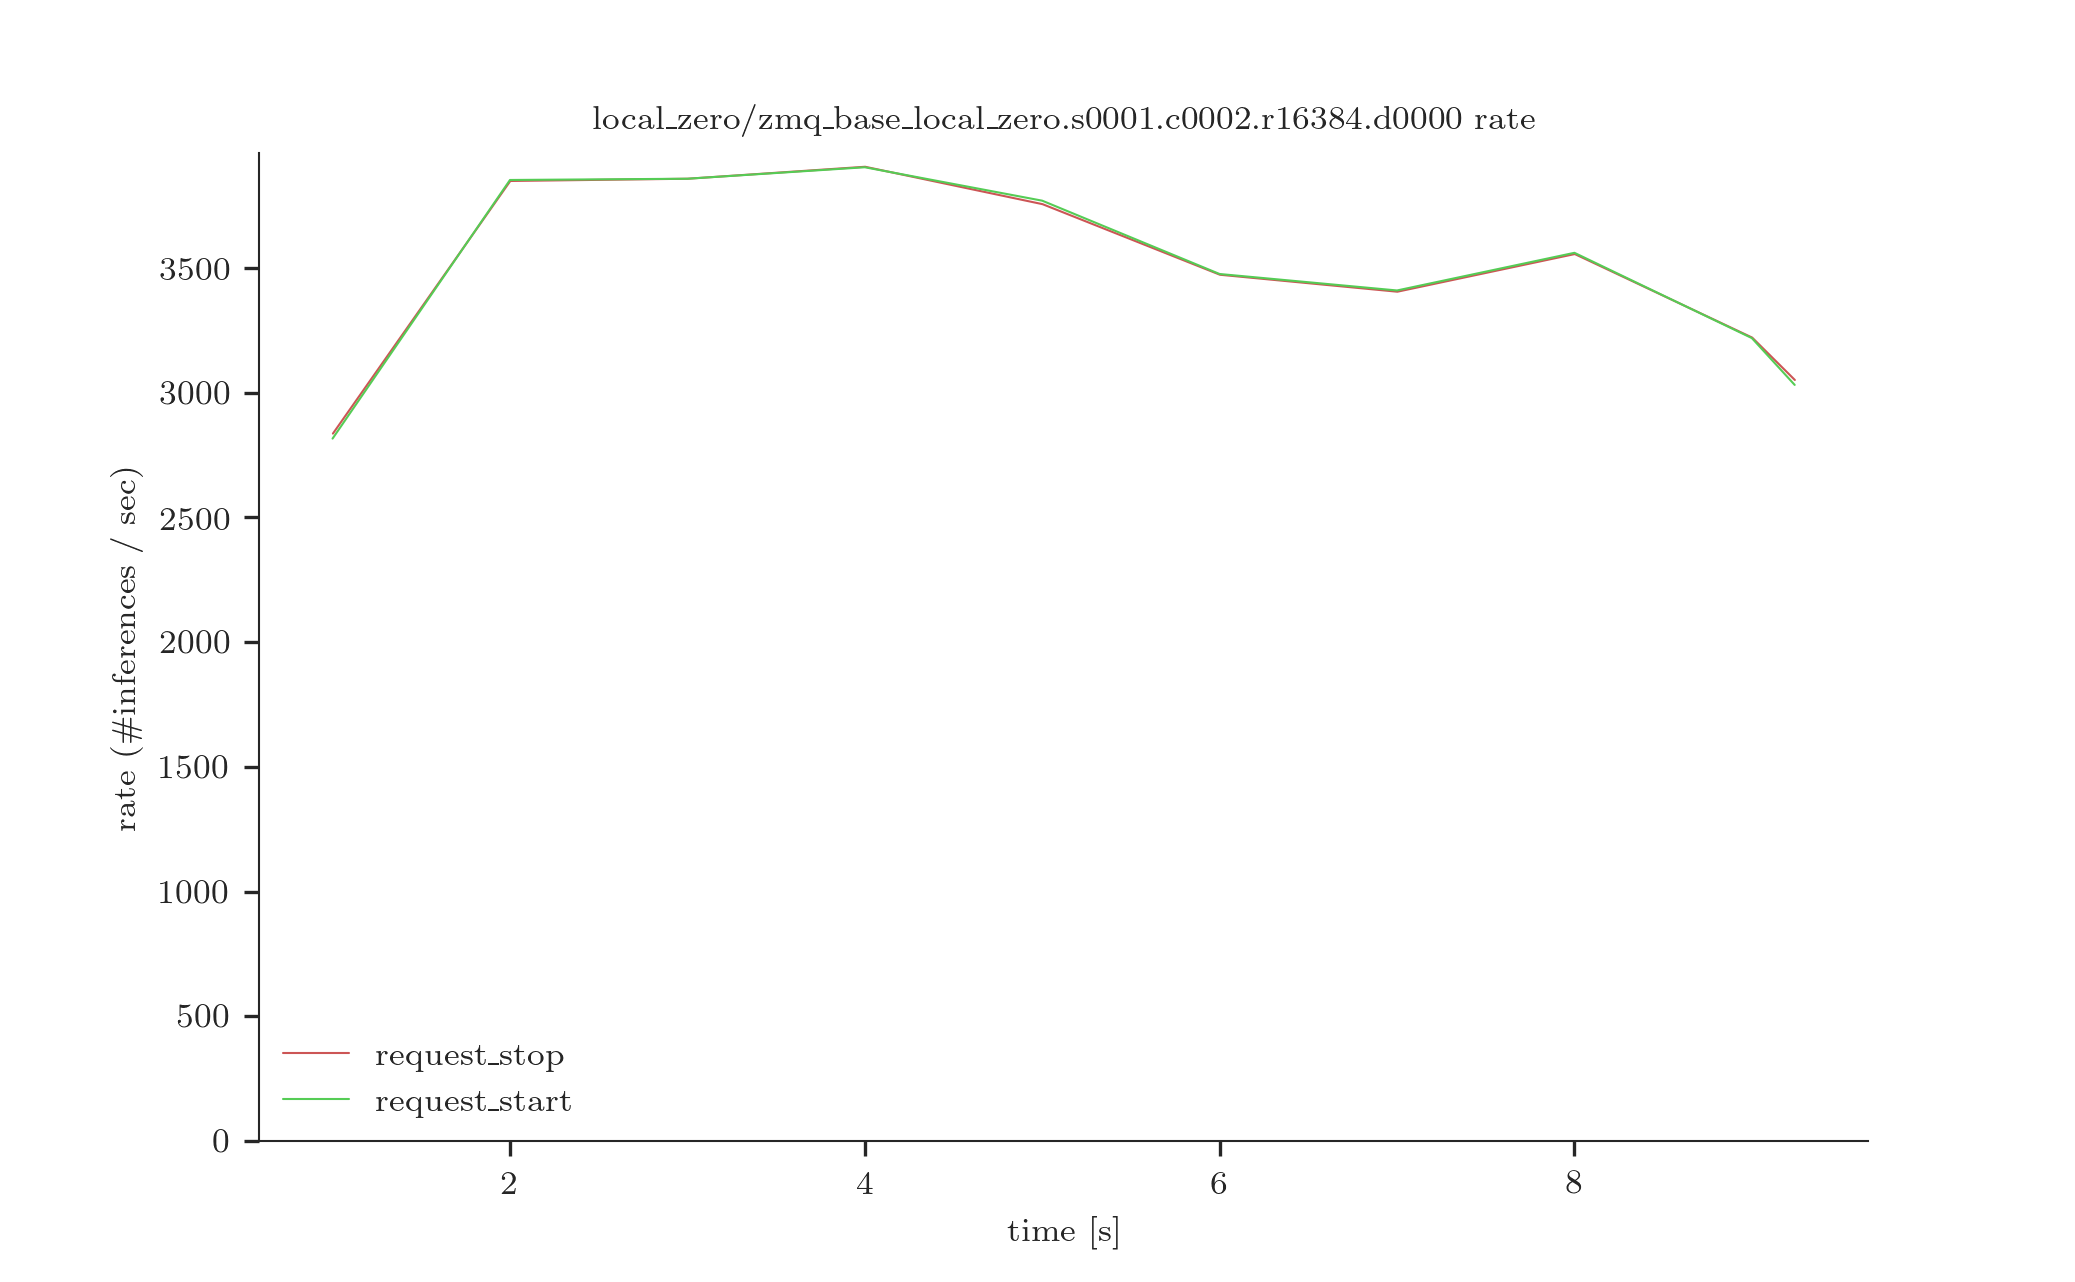 local_zero/zmq_base_local_zero.s0001.c0002.r16384.d0000 rate
rate (#inferences / sec)
3500
3000
2500
2000
1500
1000
500
0
request_stop
request_start
2 4 6 8
time [s]